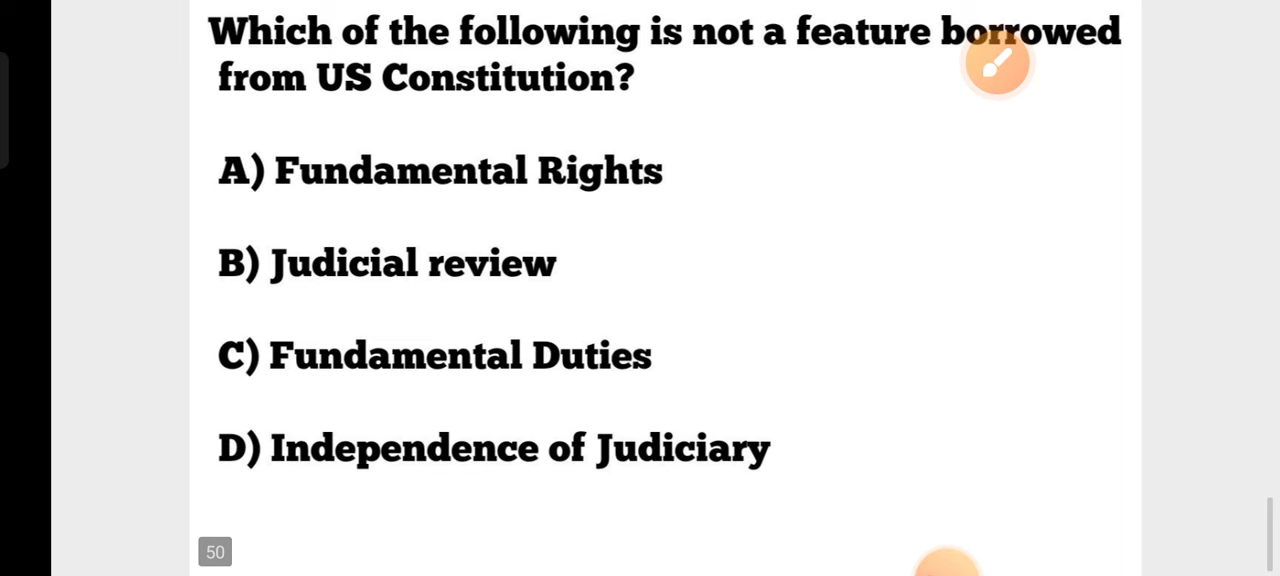 Which of the following is not a feature borrowed
from US Constitution?
A) Fundamental Rights
B) Judicial review
C) Fundamental Duties
D) Independence of Judiciary
50